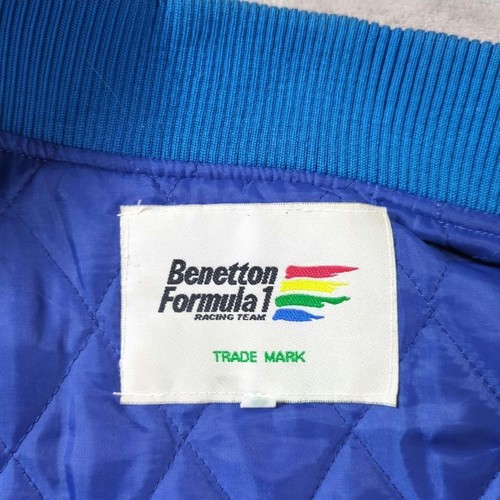 Benetton
Formula 1
RACING TEAM
TRADE MARK